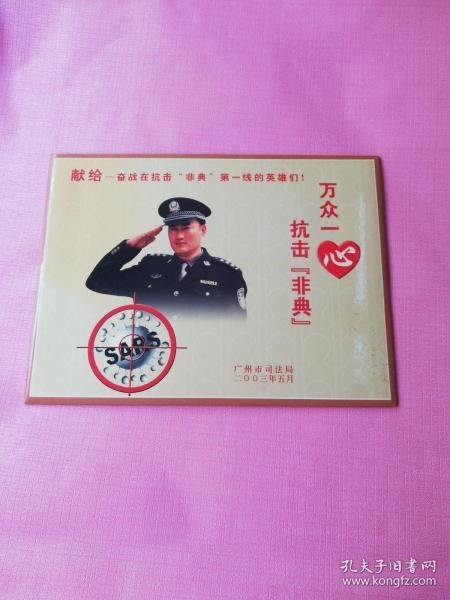 献给—奋战在抗击“非典”第一线的英雄们！
万众一心
抗击『非典』
SARS
广州市司法局
二〇〇三年五月
孔夫子旧书网
www.kongfz.com